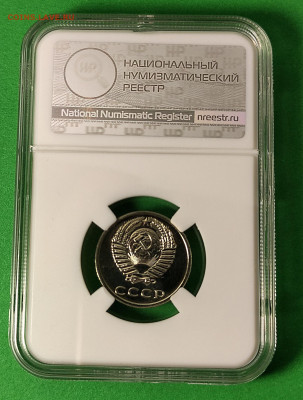 НАЦИОНАЛЬНЫЙ
НУМИЗМАТИЧЕСКИЙ
РЕЕСТР
National Numismatic Register nreestr.ru
СССР